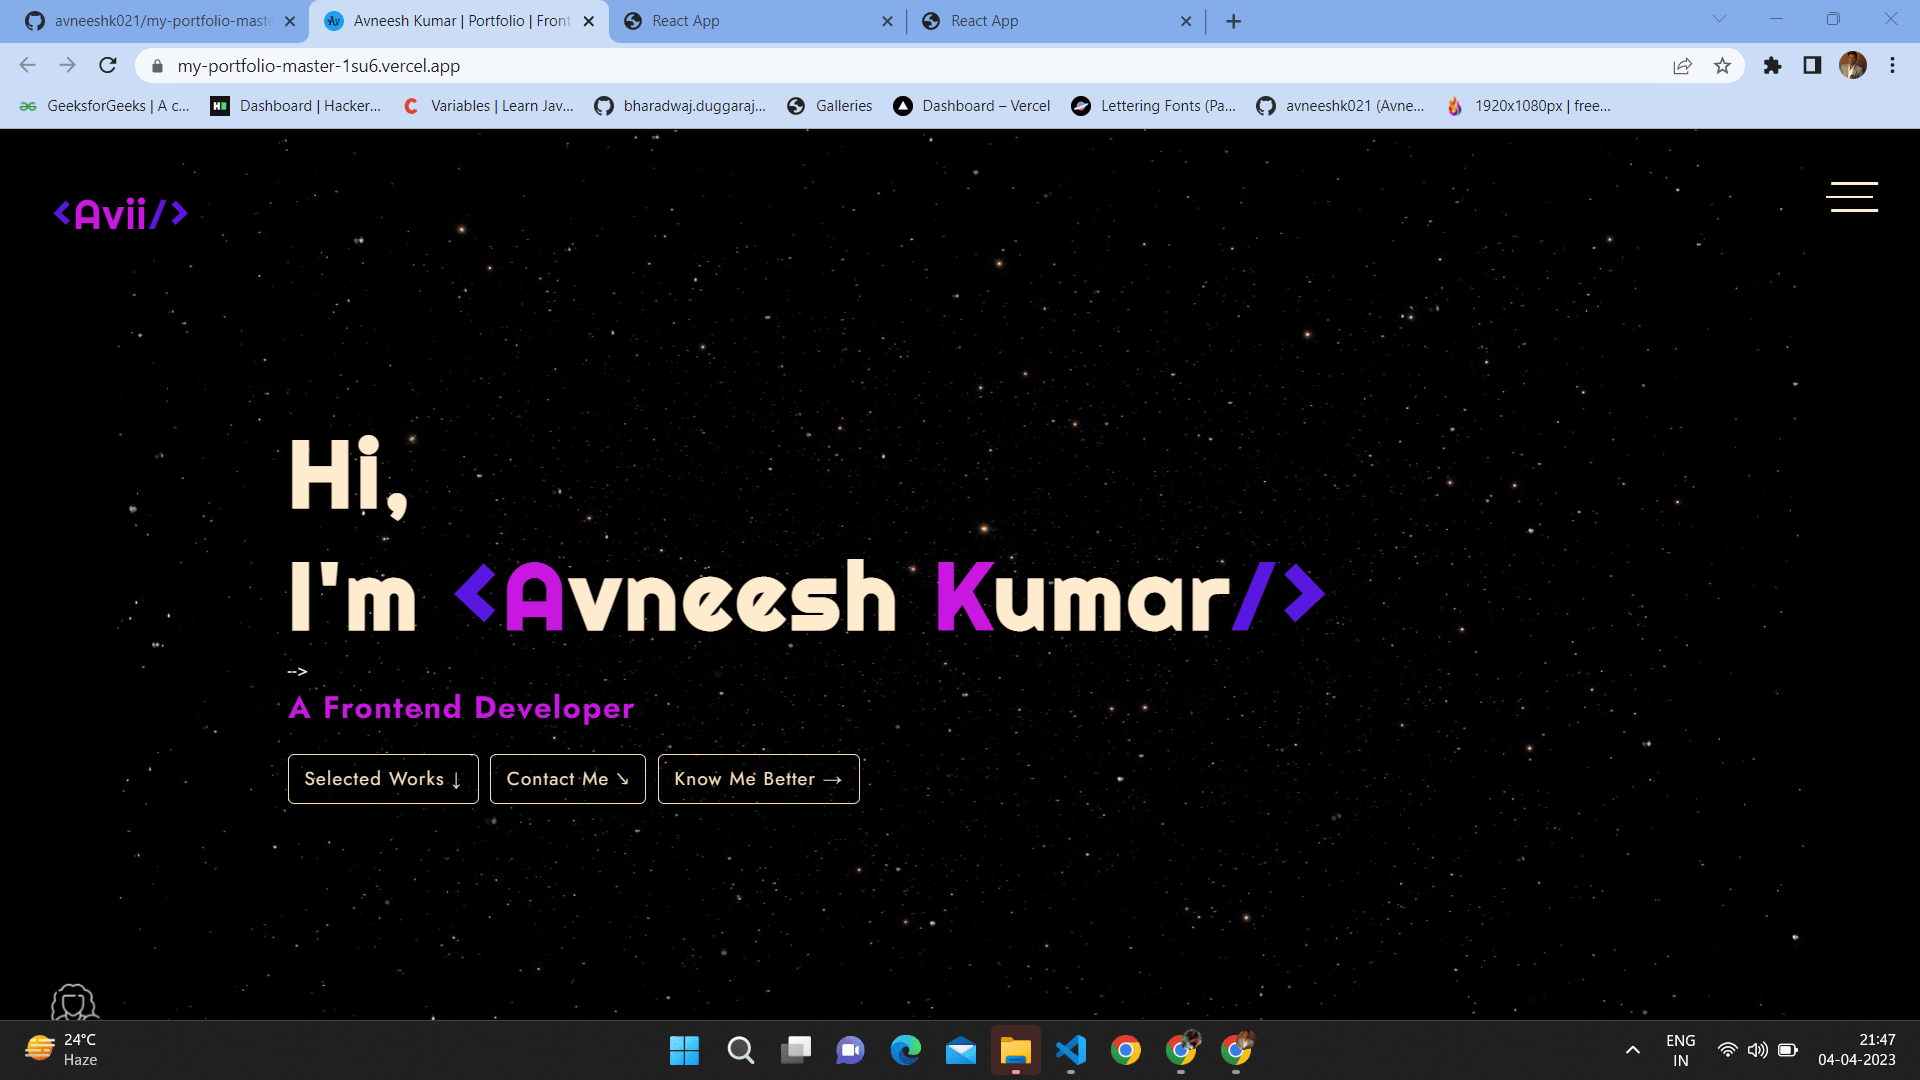 avneeshk021/my-portfolio-maste
Avneesh Kumar | Portfolio | Front
React App
React App
my-portfolio-master-1su6.vercel.app
GeeksforGeeks | A c...
Dashboard | Hacker...
Variables | Learn Jav...
bharadwaj.duggaraj...
Galleries
Dashboard – Vercel
Lettering Fonts (Pa...
avneeshk021 (Avne...
1920x1080px | free...
<Avii/>
Hi,
I'm <Avneesh Kumar/>
-->
A Frontend Developer
Selected Works ↓
Contact Me ↘
Know Me Better →
24°C
Haze
ENG
IN
21:47
04-04-2023